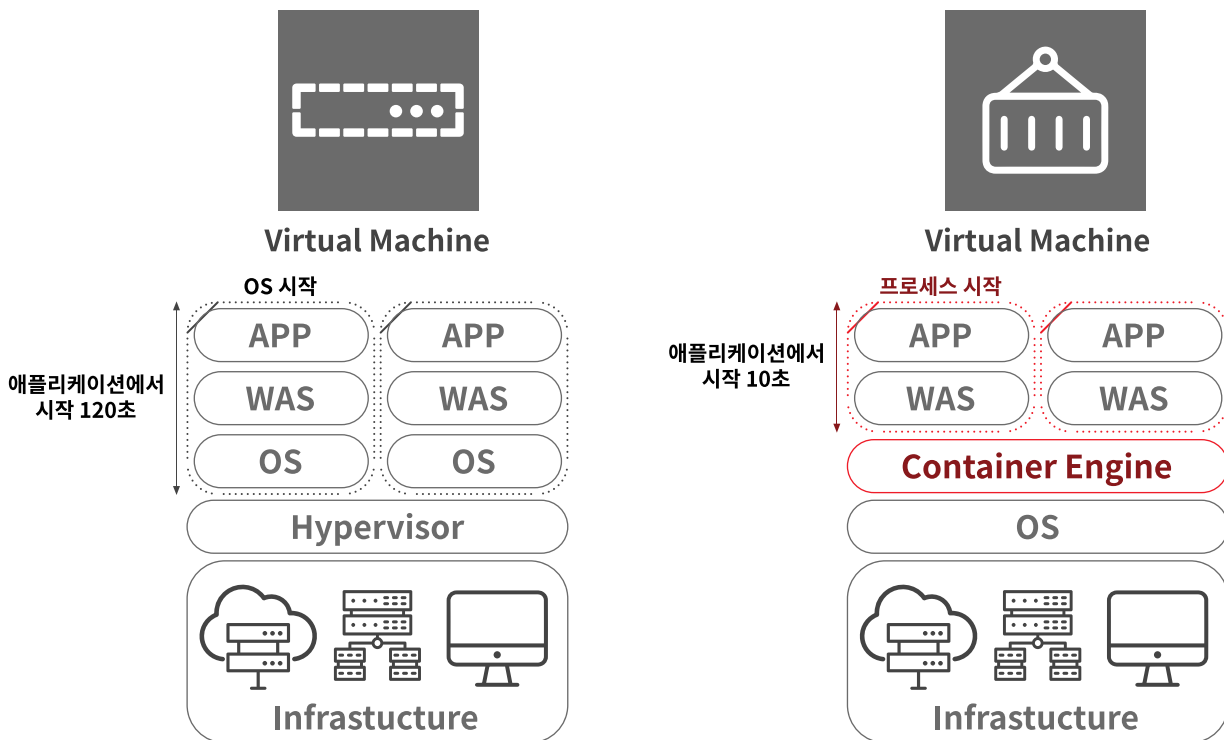 Virtual Machine
OS 시작
APP
APP
애플리케이션에서
시작 120초
WAS
WAS
OS
OS
Hypervisor
Infrastucture
Virtual Machine
프로세스 시작
APP
APP
애플리케이션에서
시작 10초
WAS
WAS
Container Engine
OS
Infrastucture